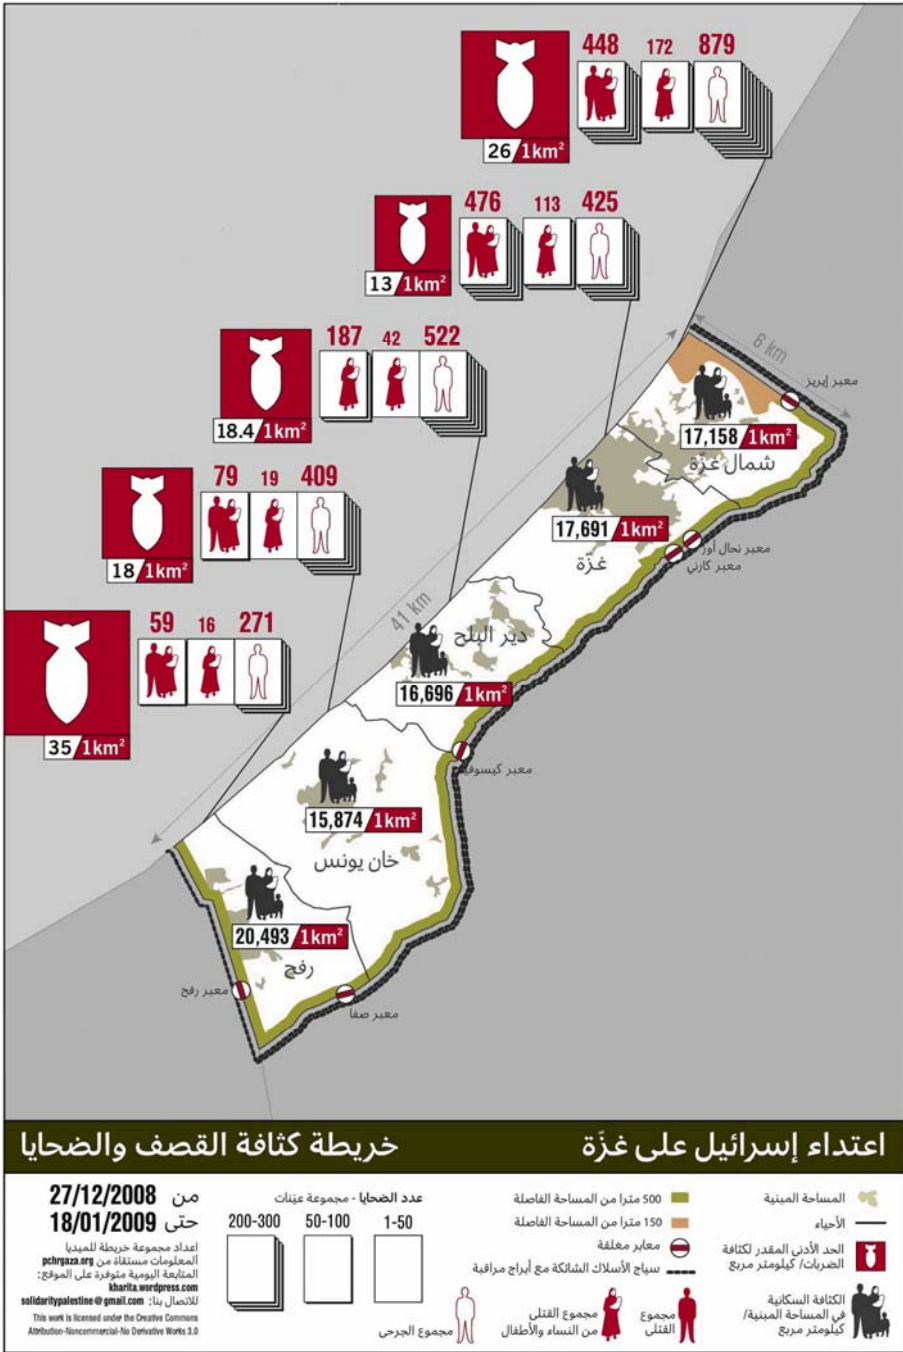 448 172 879
26/1km²
476 113 425
13/1km²
187 42 522
18.4/1km²
79 19 409
18/1km²
59 16 271
35/1km²
6 km
41 km
معبر إيريز
17,158/1km²
شمال غزة
17,691/1km²
غزة
معبر نحال أوز
معبر كارني
دير البلح
16,696/1km²
معبر كيسوفيم
15,874/1km²
خان يونس
20,493/1km²
رفح
معبر رفح
معبر صفا
اعتداء إسرائيل على غزّة
خريطة كثافة القصف والضحايا
المساحة المبنية
الأحياء
الحد الأدنى المقدر لكثافة
الضربات/ كيلومتر مربع
الكثافة السكانية
في المساحة المبنية/
كيلومتر مربع
500 مترا من المساحة الفاصلة
150 مترا من المساحة الفاصلة
معابر مغلقة
سياج الأسلاك الشائكة مع أبراج مراقبة
مجموع
القتلى
مجموع القتلى
من النساء والأطفال
مجموع الجرحى
عدد الضحايا - مجموعة عيّنات
200-300 50-100 1-50
من 27/12/2008
حتى 18/01/2009
اعداد مجموعة خريطة للميديا
المعلومات مستقاة من pchrgaza.org
المتابعة اليومية متوفرة على الموقع:
kharita.wordpress.com
للاتصال بنا: solidaritypalestine@gmail.com
This work is licensed under the Creative Commons
Attribution-Noncommercial-No Derivative Works 3.0